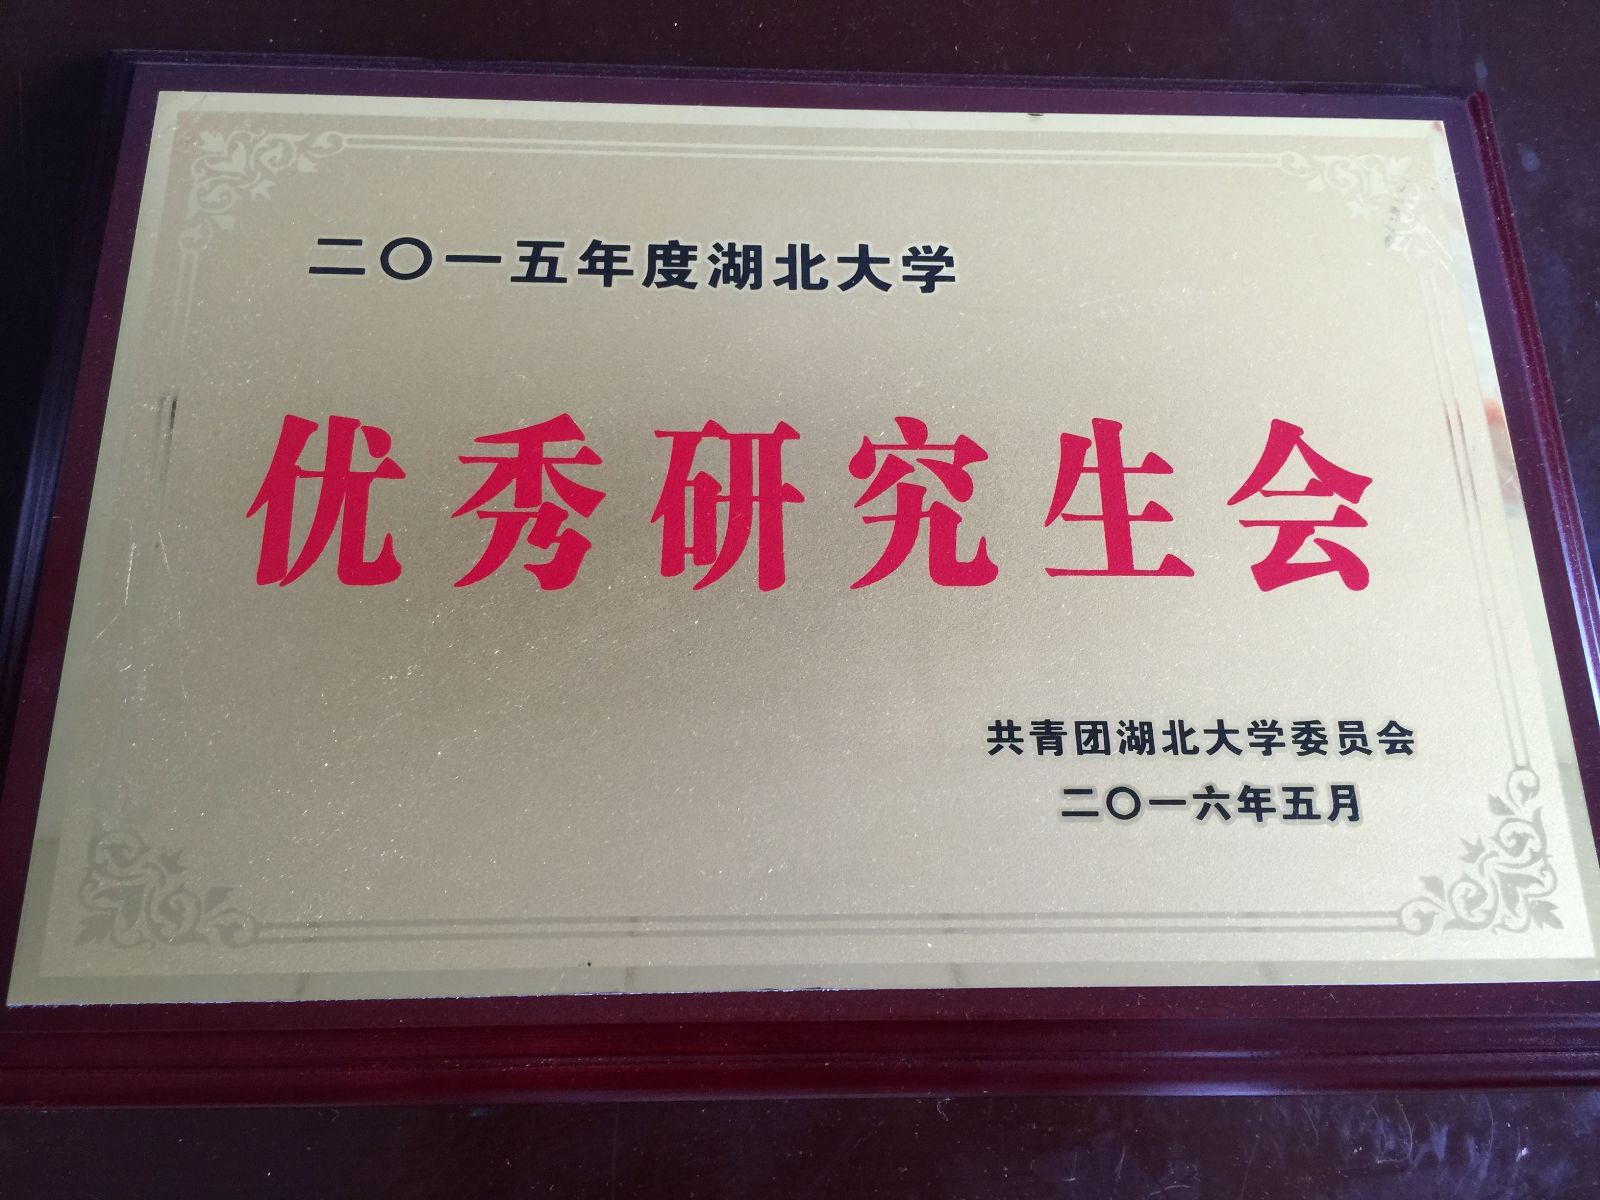 二〇一五年度湖北大学
优秀研究生会
共青团湖北大学委员会
二〇一六年五月